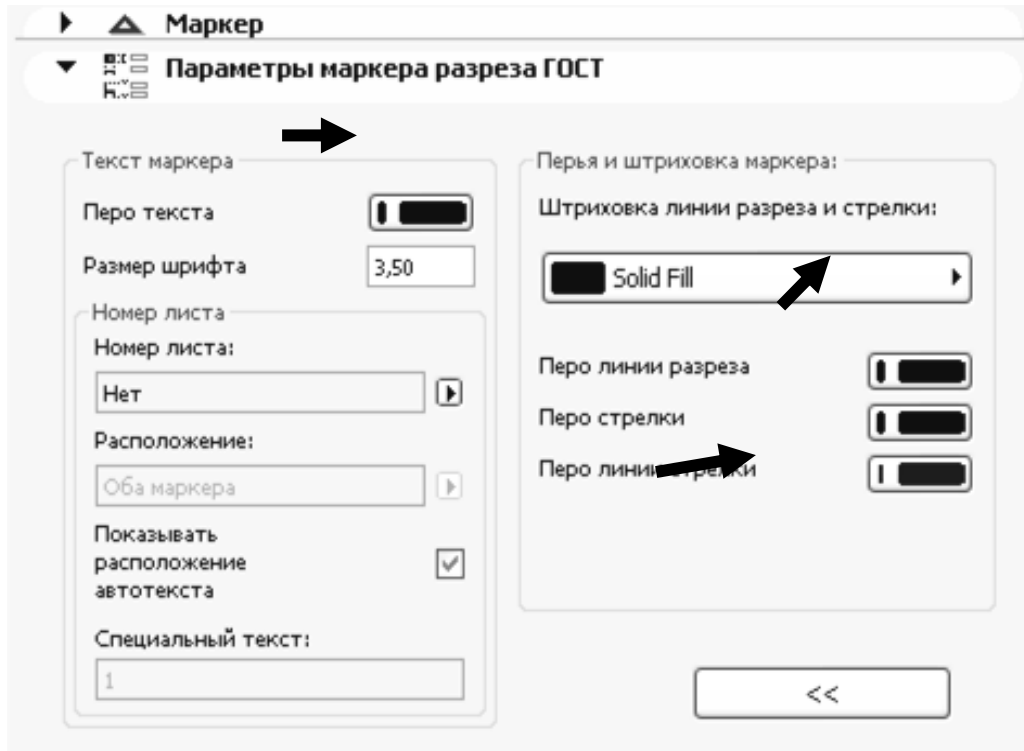 Маркер
Параметры маркера разреза ГОСТ
Текст маркера
Перо текста
Размер шрифта
3,50
Номер листа
Номер листа:
Нет
Расположение:
Оба маркера
Показывать
расположение
автотекста
Специальный текст:
1
Перья и штриховка маркера:
Штриховка линии разреза и стрелки:
Solid Fill
Перо линии разреза
Перо стрелки
Перо линии стрелки
<<